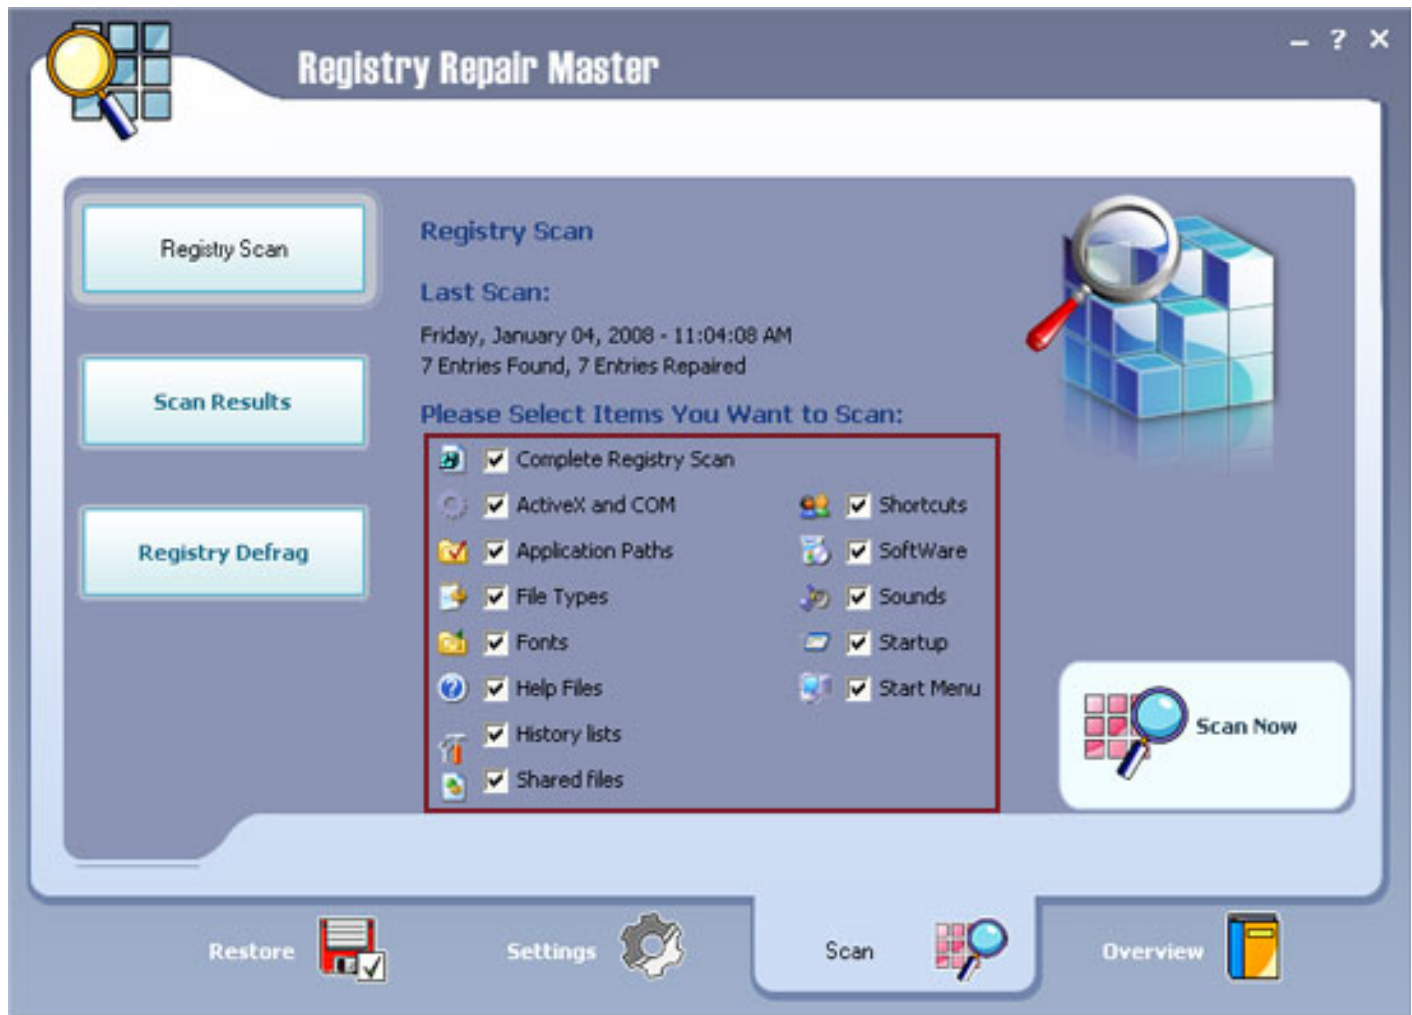 Registry Repair Master
Registry Scan
Scan Results
Registry Defrag
Registry Scan
Last Scan:
Friday, January 04, 2008 - 11:04:08 AM
7 Entries Found, 7 Entries Repaired
Please Select Items You Want to Scan:
Complete Registry Scan
ActiveX and COM
Application Paths
File Types
Fonts
Help Files
History lists
Shared files
Shortcuts
SoftWare
Sounds
Startup
Start Menu
Scan Now
Restore
Settings
Scan
Overview